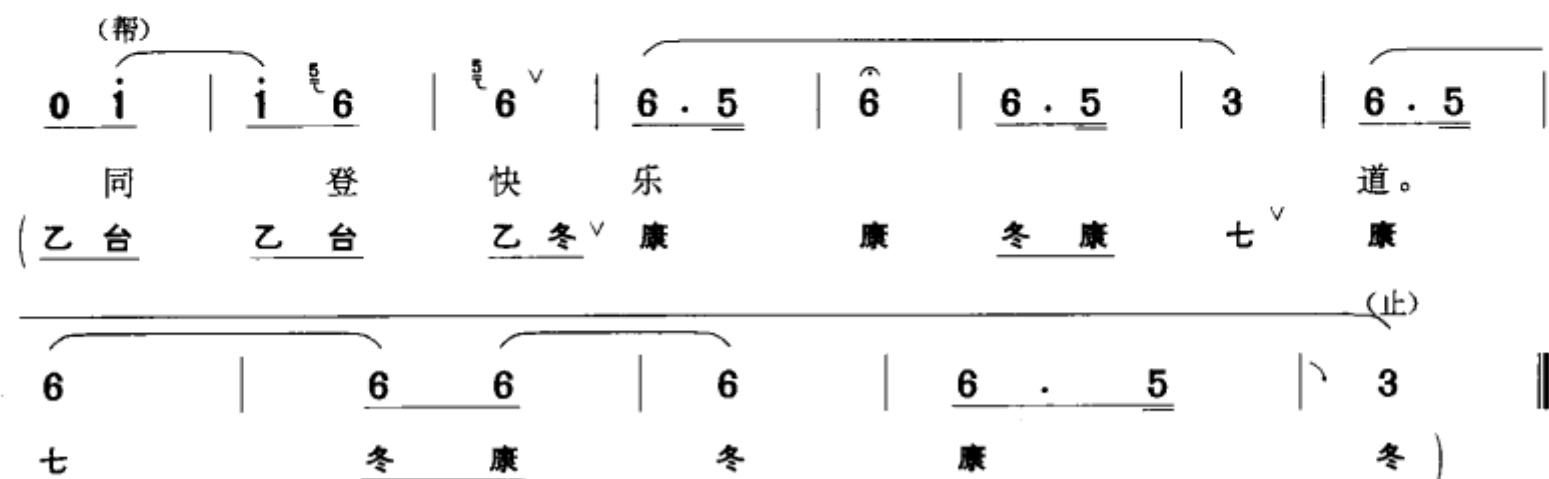 (帮)
0 i | i 5 6 | 5 6 ∨ | 6 . 5 | 6 | 6 . 5 | 3 | 6 . 5 |
同 登 快 乐 道。
(乙 台 乙 台 乙 冬 ∨ 康 康 冬 康 七 ∨ 康
(止)
6 | 6 6 | 6 | 6 . 5 | 3
七 冬 康 冬 康 冬 )